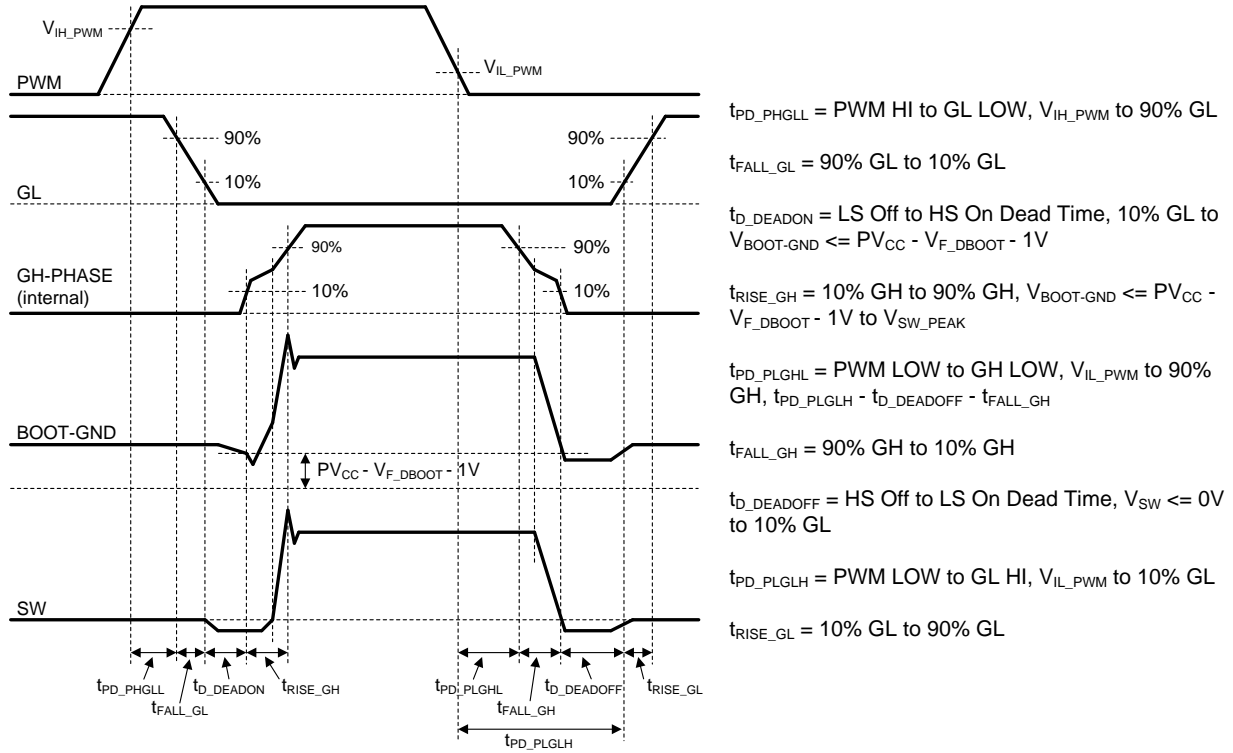 V_IH_PWM
V_IL_PWM
PWM
90%
90%
10%
10%
GL
90%
90%
GH-PHASE
(internal)
10%
10%
BOOT-GND
PV_CC - V_F_DBOOT - 1V
SW
t_PD_PHGLL
t_D_DEADON
t_RISE_GH
t_PD_PLGHL
t_D_DEADOFF
t_RISE_GL
t_FALL_GL
t_FALL_GH
t_PD_PLGLH
t_PD_PHGLL = PWM HI to GL LOW, V_IH_PWM to 90% GL
t_FALL_GL = 90% GL to 10% GL
t_D_DEADON = LS Off to HS On Dead Time, 10% GL to
V_BOOT-GND <= PV_CC - V_F_DBOOT - 1V
t_RISE_GH = 10% GH to 90% GH, V_BOOT-GND <= PV_CC -
V_F_DBOOT - 1V to V_SW_PEAK
t_PD_PLGHL = PWM LOW to GH LOW, V_IL_PWM to 90%
GH, t_PD_PLGLH - t_D_DEADOFF - t_FALL_GH
t_FALL_GH = 90% GH to 10% GH
t_D_DEADOFF = HS Off to LS On Dead Time, V_SW <= 0V
to 10% GL
t_PD_PLGLH = PWM LOW to GL HI, V_IL_PWM to 10% GL
t_RISE_GL = 10% GL to 90% GL